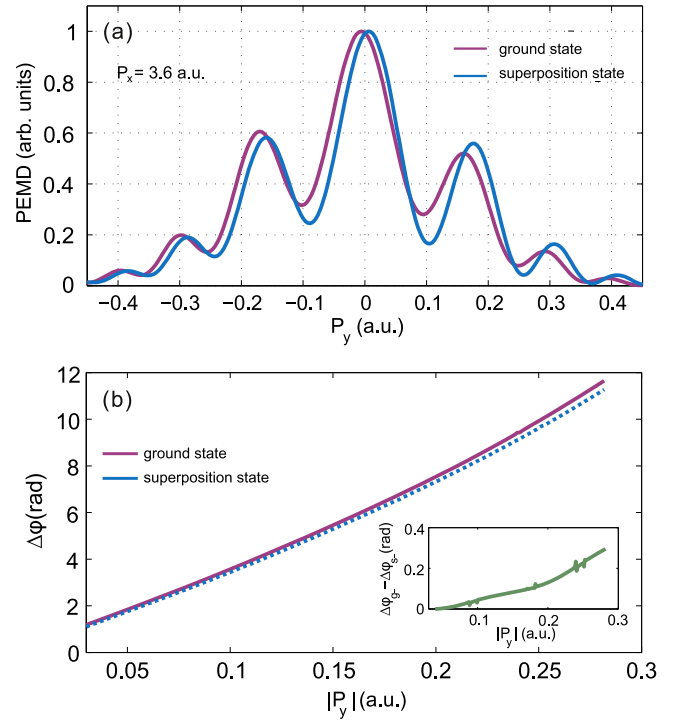 (a)
ground state
superposition state
P_x = 3.6 a.u.
PEMD (arb. units)
1
0.8
0.6
0.4
0.2
0
−0.4 −0.3 −0.2 −0.1 0 0.1 0.2 0.3 0.4
P_y (a.u.)
(b)
ground state
superposition state
Δφ(rad)
12
10
8
6
4
2
0
0.05 0.1 0.15 0.2 0.25 0.3
|P_y| (a.u.)
Δφ_g- − Δφ_s-(rad)
0.4
0.2
0
0.1 0.2 0.3
|P_y| (a.u.)